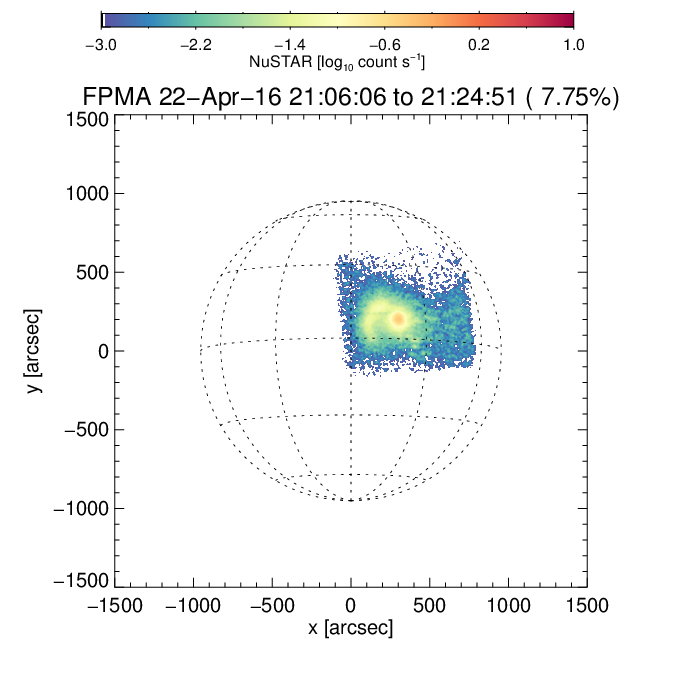 −3.0 −2.2 −1.4 −0.6 0.2 1.0
NuSTAR [log₁₀ count s⁻¹]
FPMA 22−Apr−16 21:06:06 to 21:24:51 ( 7.75%)
1500
1000
500
0
−500
−1000
−1500
y [arcsec]
−1500 −1000 −500 0 500 1000 1500
x [arcsec]